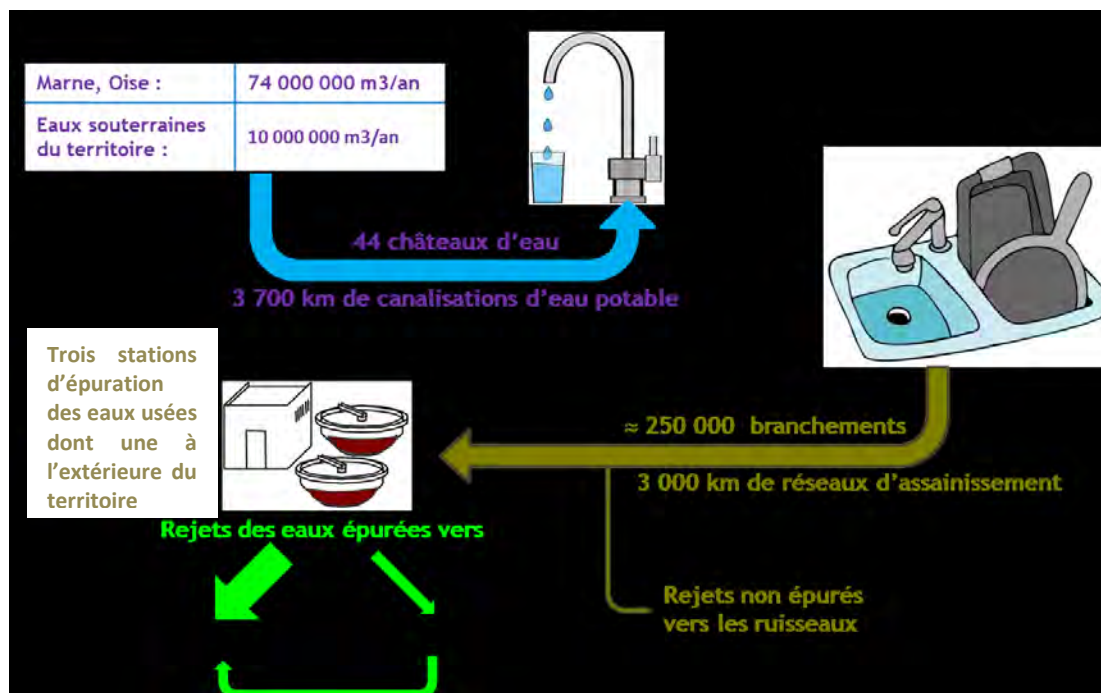 Marne, Oise : 74 000 000 m3/an
Eaux souterraines
du territoire : 10 000 000 m3/an
44 châteaux d'eau
3 700 km de canalisations d'eau potable
Trois stations
d'épuration
des eaux usées
dont une à
l'extérieure du
territoire
≈ 250 000 branchements
3 000 km de réseaux d'assainissement
Rejets des eaux épurées vers
Rejets non épurés
vers les ruisseaux